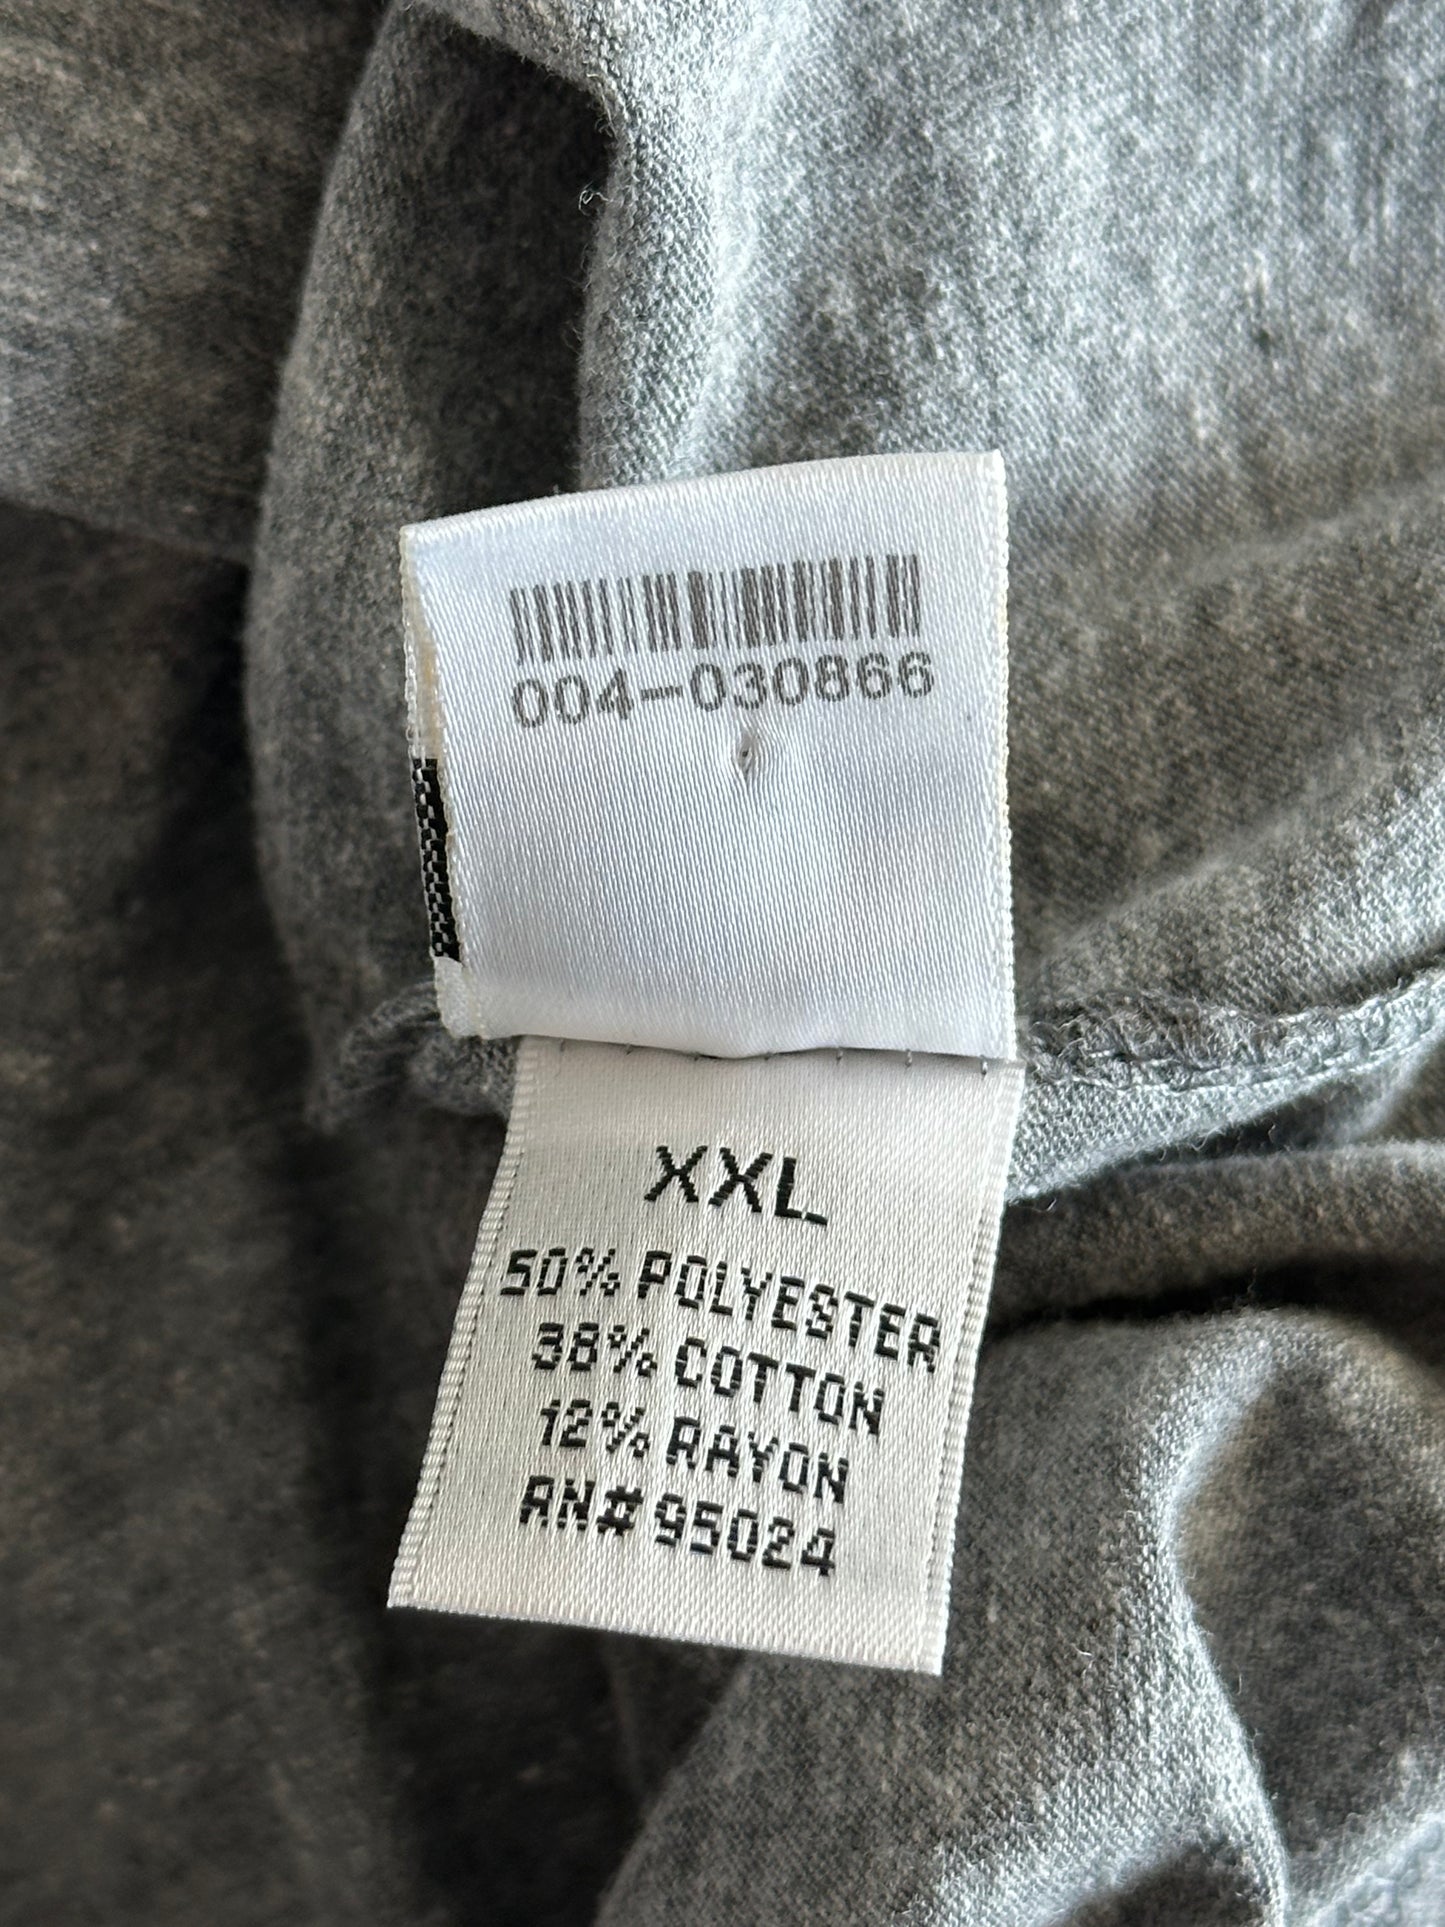 004-030866
XXL
50% POLYESTER
38% COTTON
12% RAYON
RN# 95024